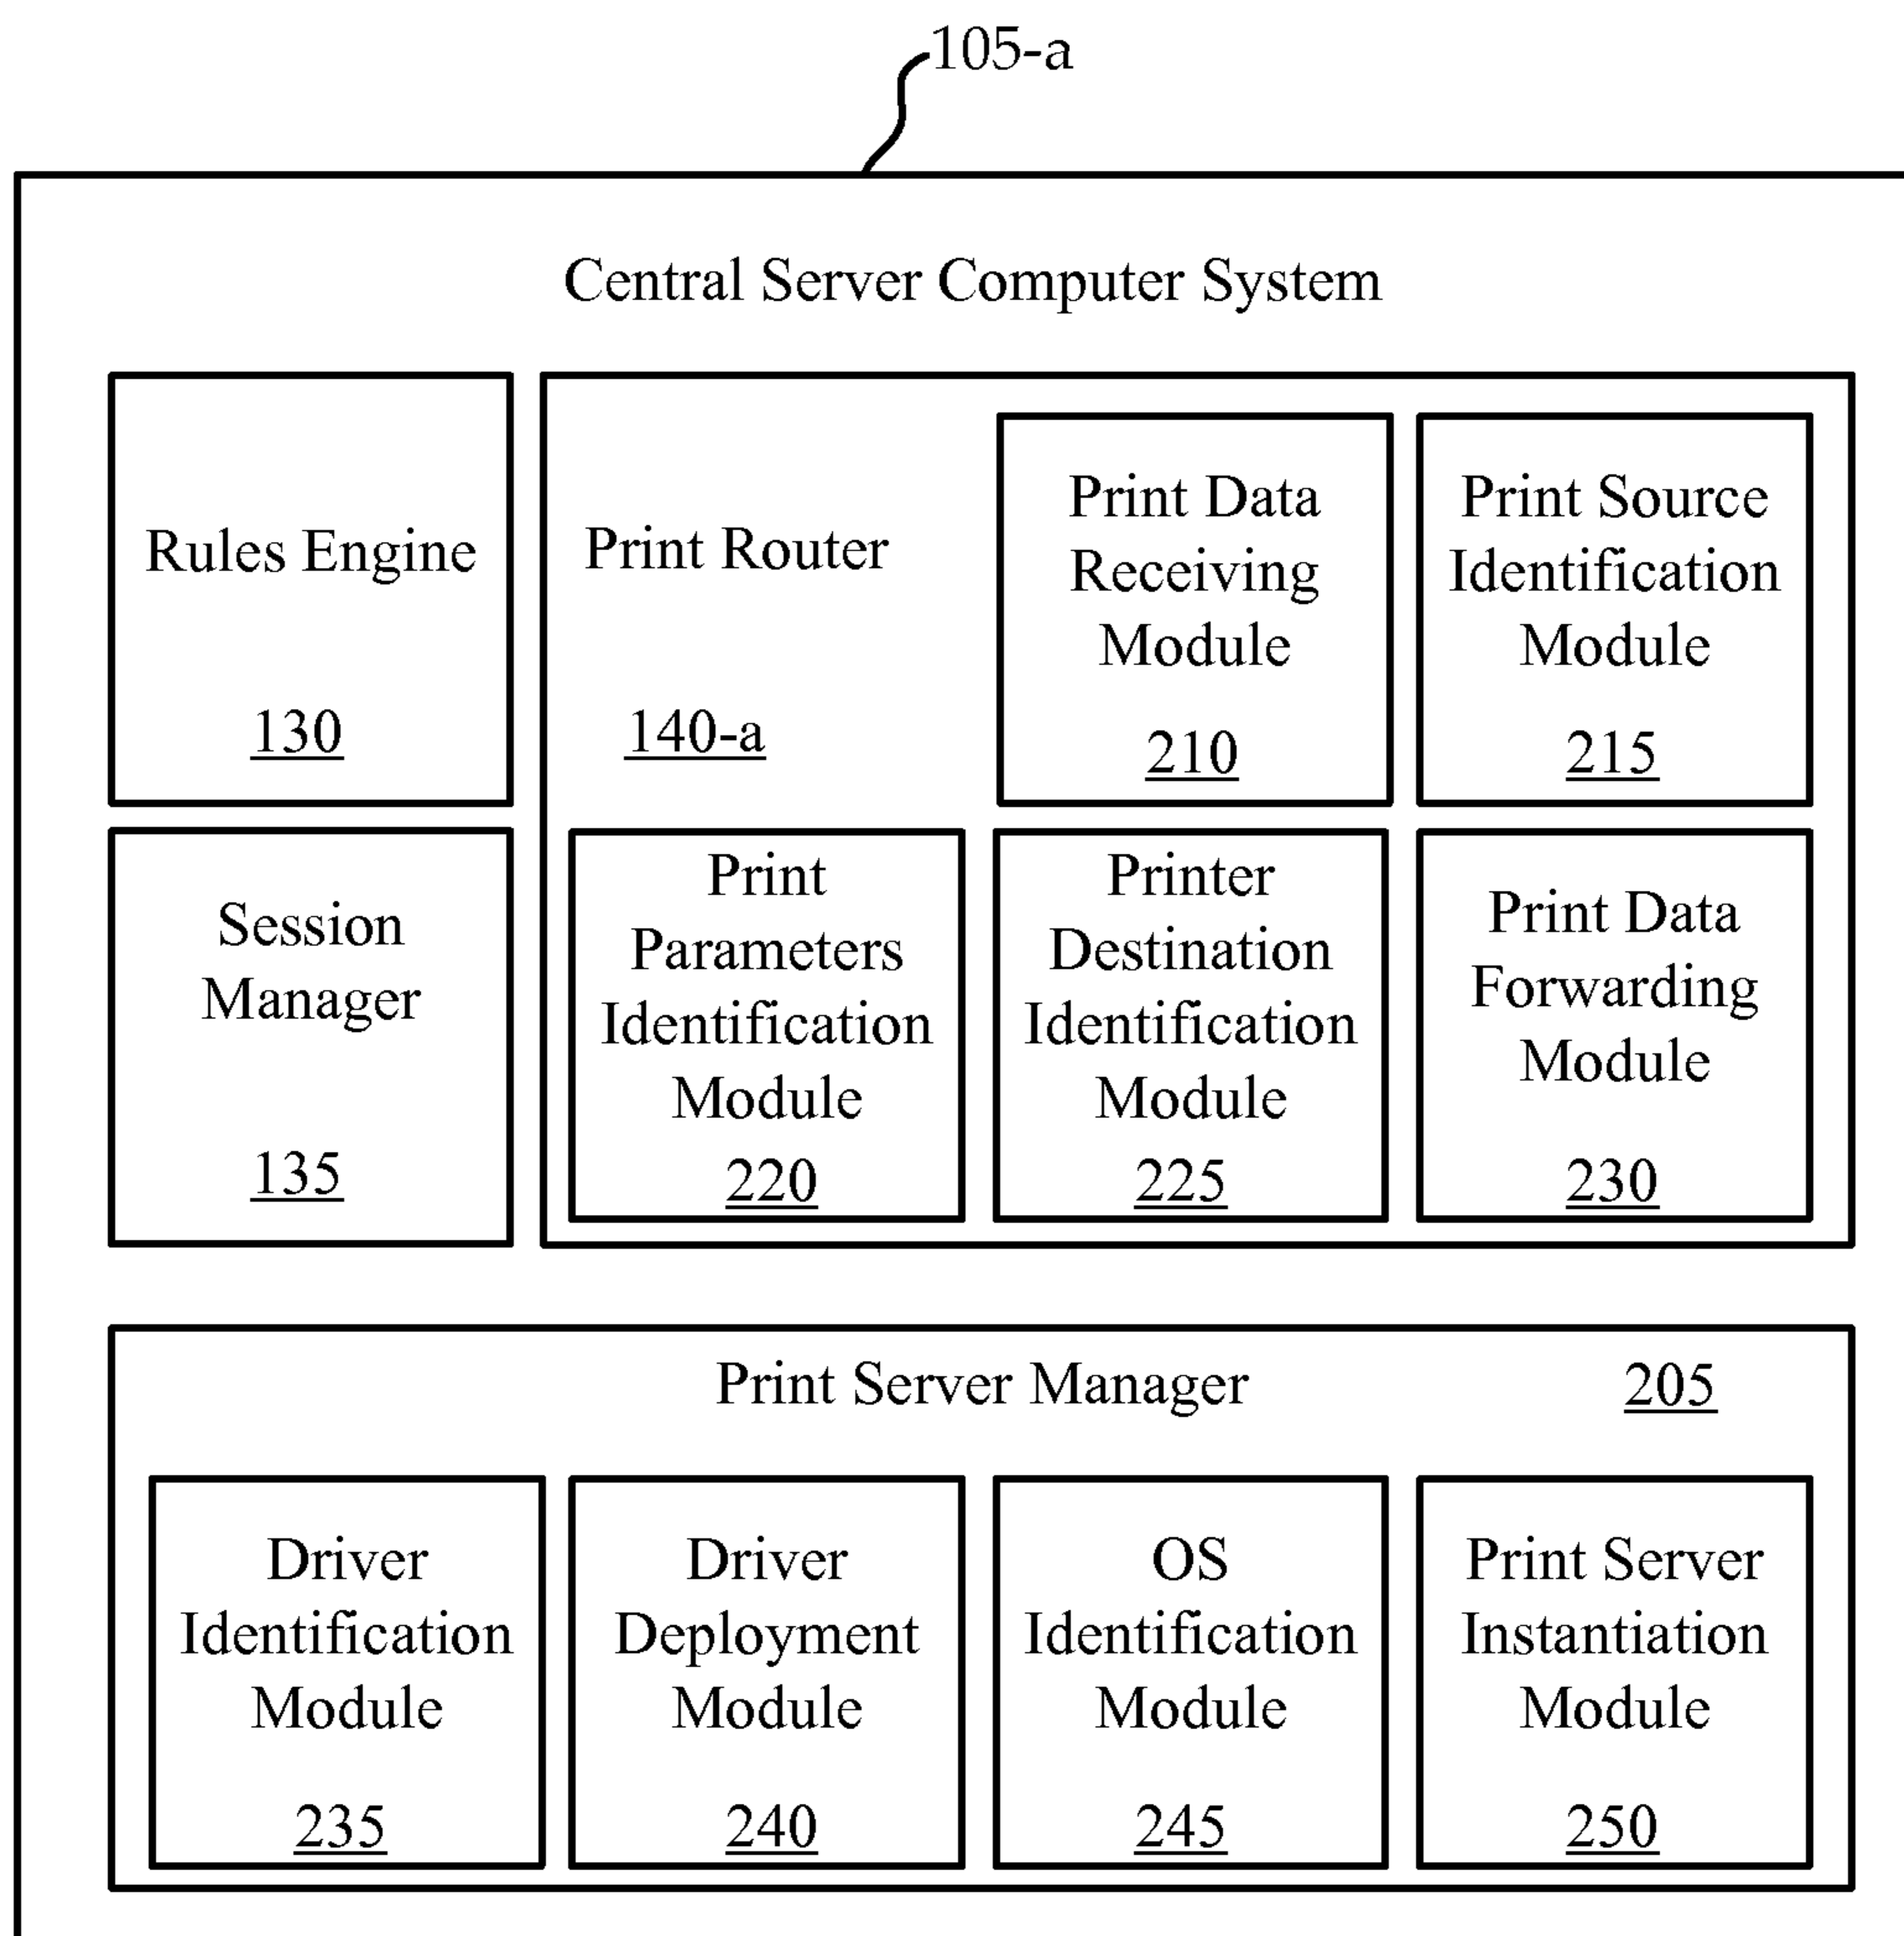 105-a
Central Server Computer System
Rules Engine
130
Print Router
140-a
Print Data
Receiving
Module
210
Print Source
Identification
Module
215
Session
Manager
135
Print
Parameters
Identification
Module
220
Printer
Destination
Identification
Module
225
Print Data
Forwarding
Module
230
Print Server Manager
205
Driver
Identification
Module
235
Driver
Deployment
Module
240
OS
Identification
Module
245
Print Server
Instantiation
Module
250